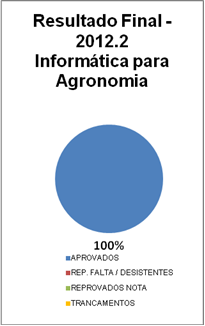 Resultado Final -
2012.2
Informática para
Agronomia
100%
APROVADOS
REP. FALTA / DESISTENTES
REPROVADOS NOTA
TRANCAMENTOS